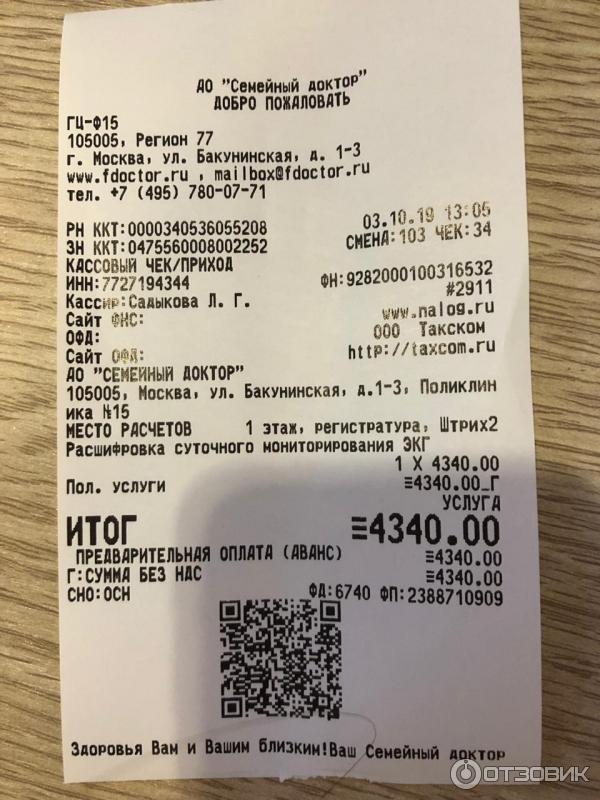 АО "Семейный доктор"
ДОБРО ПОЖАЛОВАТЬ
ГЦ-Ф15
105005, Регион 77
г. Москва, ул. Бакунинская, д. 1-3
www.fdoctor.ru , mailbox@fdoctor.ru
тел. +7 (495) 780-07-71
РН ККТ:0000340536055208 03.10.19 13:05
ЗН ККТ:0475560008002252 СМЕНА:103 ЧЕК:34
КАССОВЫЙ ЧЕК/ПРИХОД
ИНН:7727194344 ФН:9282000100316532
Кассир:Садыкова Л. Г. #2911
Сайт ФНС: www.nalog.ru
ОФД: ООО Такском
Сайт ОФД: http://taxcom.ru
АО "СЕМЕЙНЫЙ ДОКТОР"
105005, Москва, ул. Бакунинская, д.1-3, Поликлин
ика №15
МЕСТО РАСЧЕТОВ 1 этаж, регистратура, Штрих2
Расшифровка суточного мониторирования ЭКГ
1 X 4340.00
Пол. услуги ≡4340.00_Г
УСЛУГА
ИТОГ ≡4340.00
ПРЕДВАРИТЕЛЬНАЯ ОПЛАТА (АВАНС) ≡4340.00
Г:СУММА БЕЗ НДС ≡4340.00
СНО:ОСН ФД:6740 ФП:2388710909
Здоровья Вам и Вашим близким!Ваш Семейный доктор
ОТЗОВИК